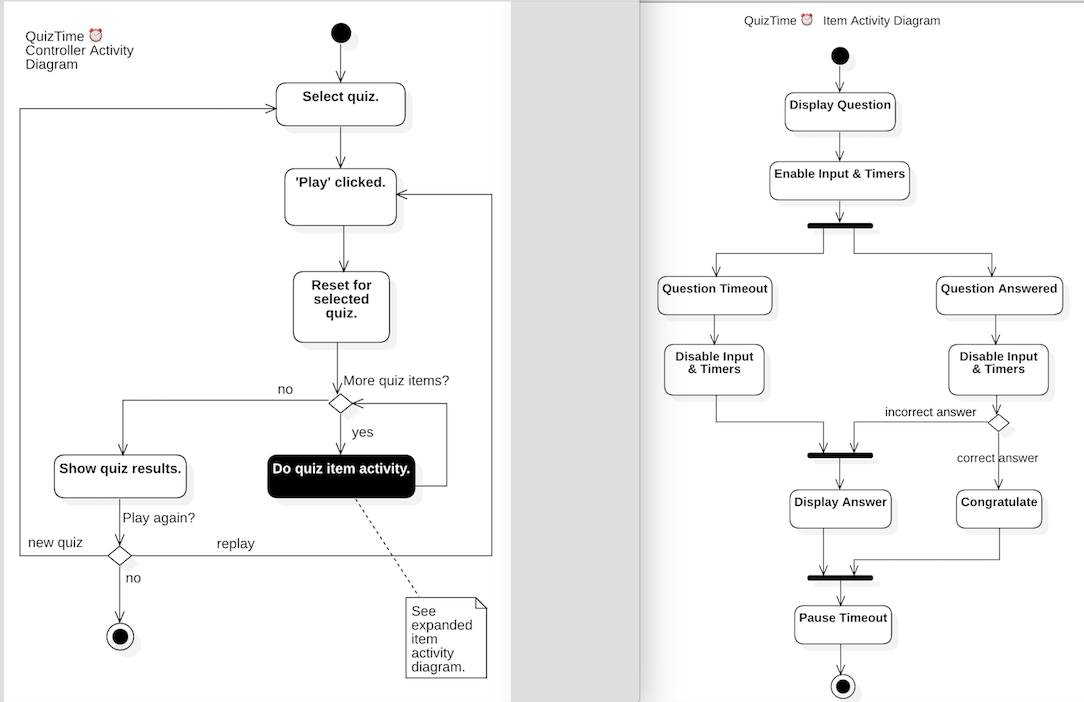 QuizTime ⏰
Controller Activity
Diagram
Select quiz.
'Play' clicked.
Reset for
selected
quiz.
More quiz items?
no
yes
Show quiz results.
Do quiz item activity.
Play again?
new quiz
replay
no
See
expanded
item
activity
diagram.
QuizTime ⏰ Item Activity Diagram
Display Question
Enable Input & Timers
Question Timeout
Question Answered
Disable Input
& Timers
Disable Input
& Timers
incorrect answer
correct answer
Display Answer
Congratulate
Pause Timeout